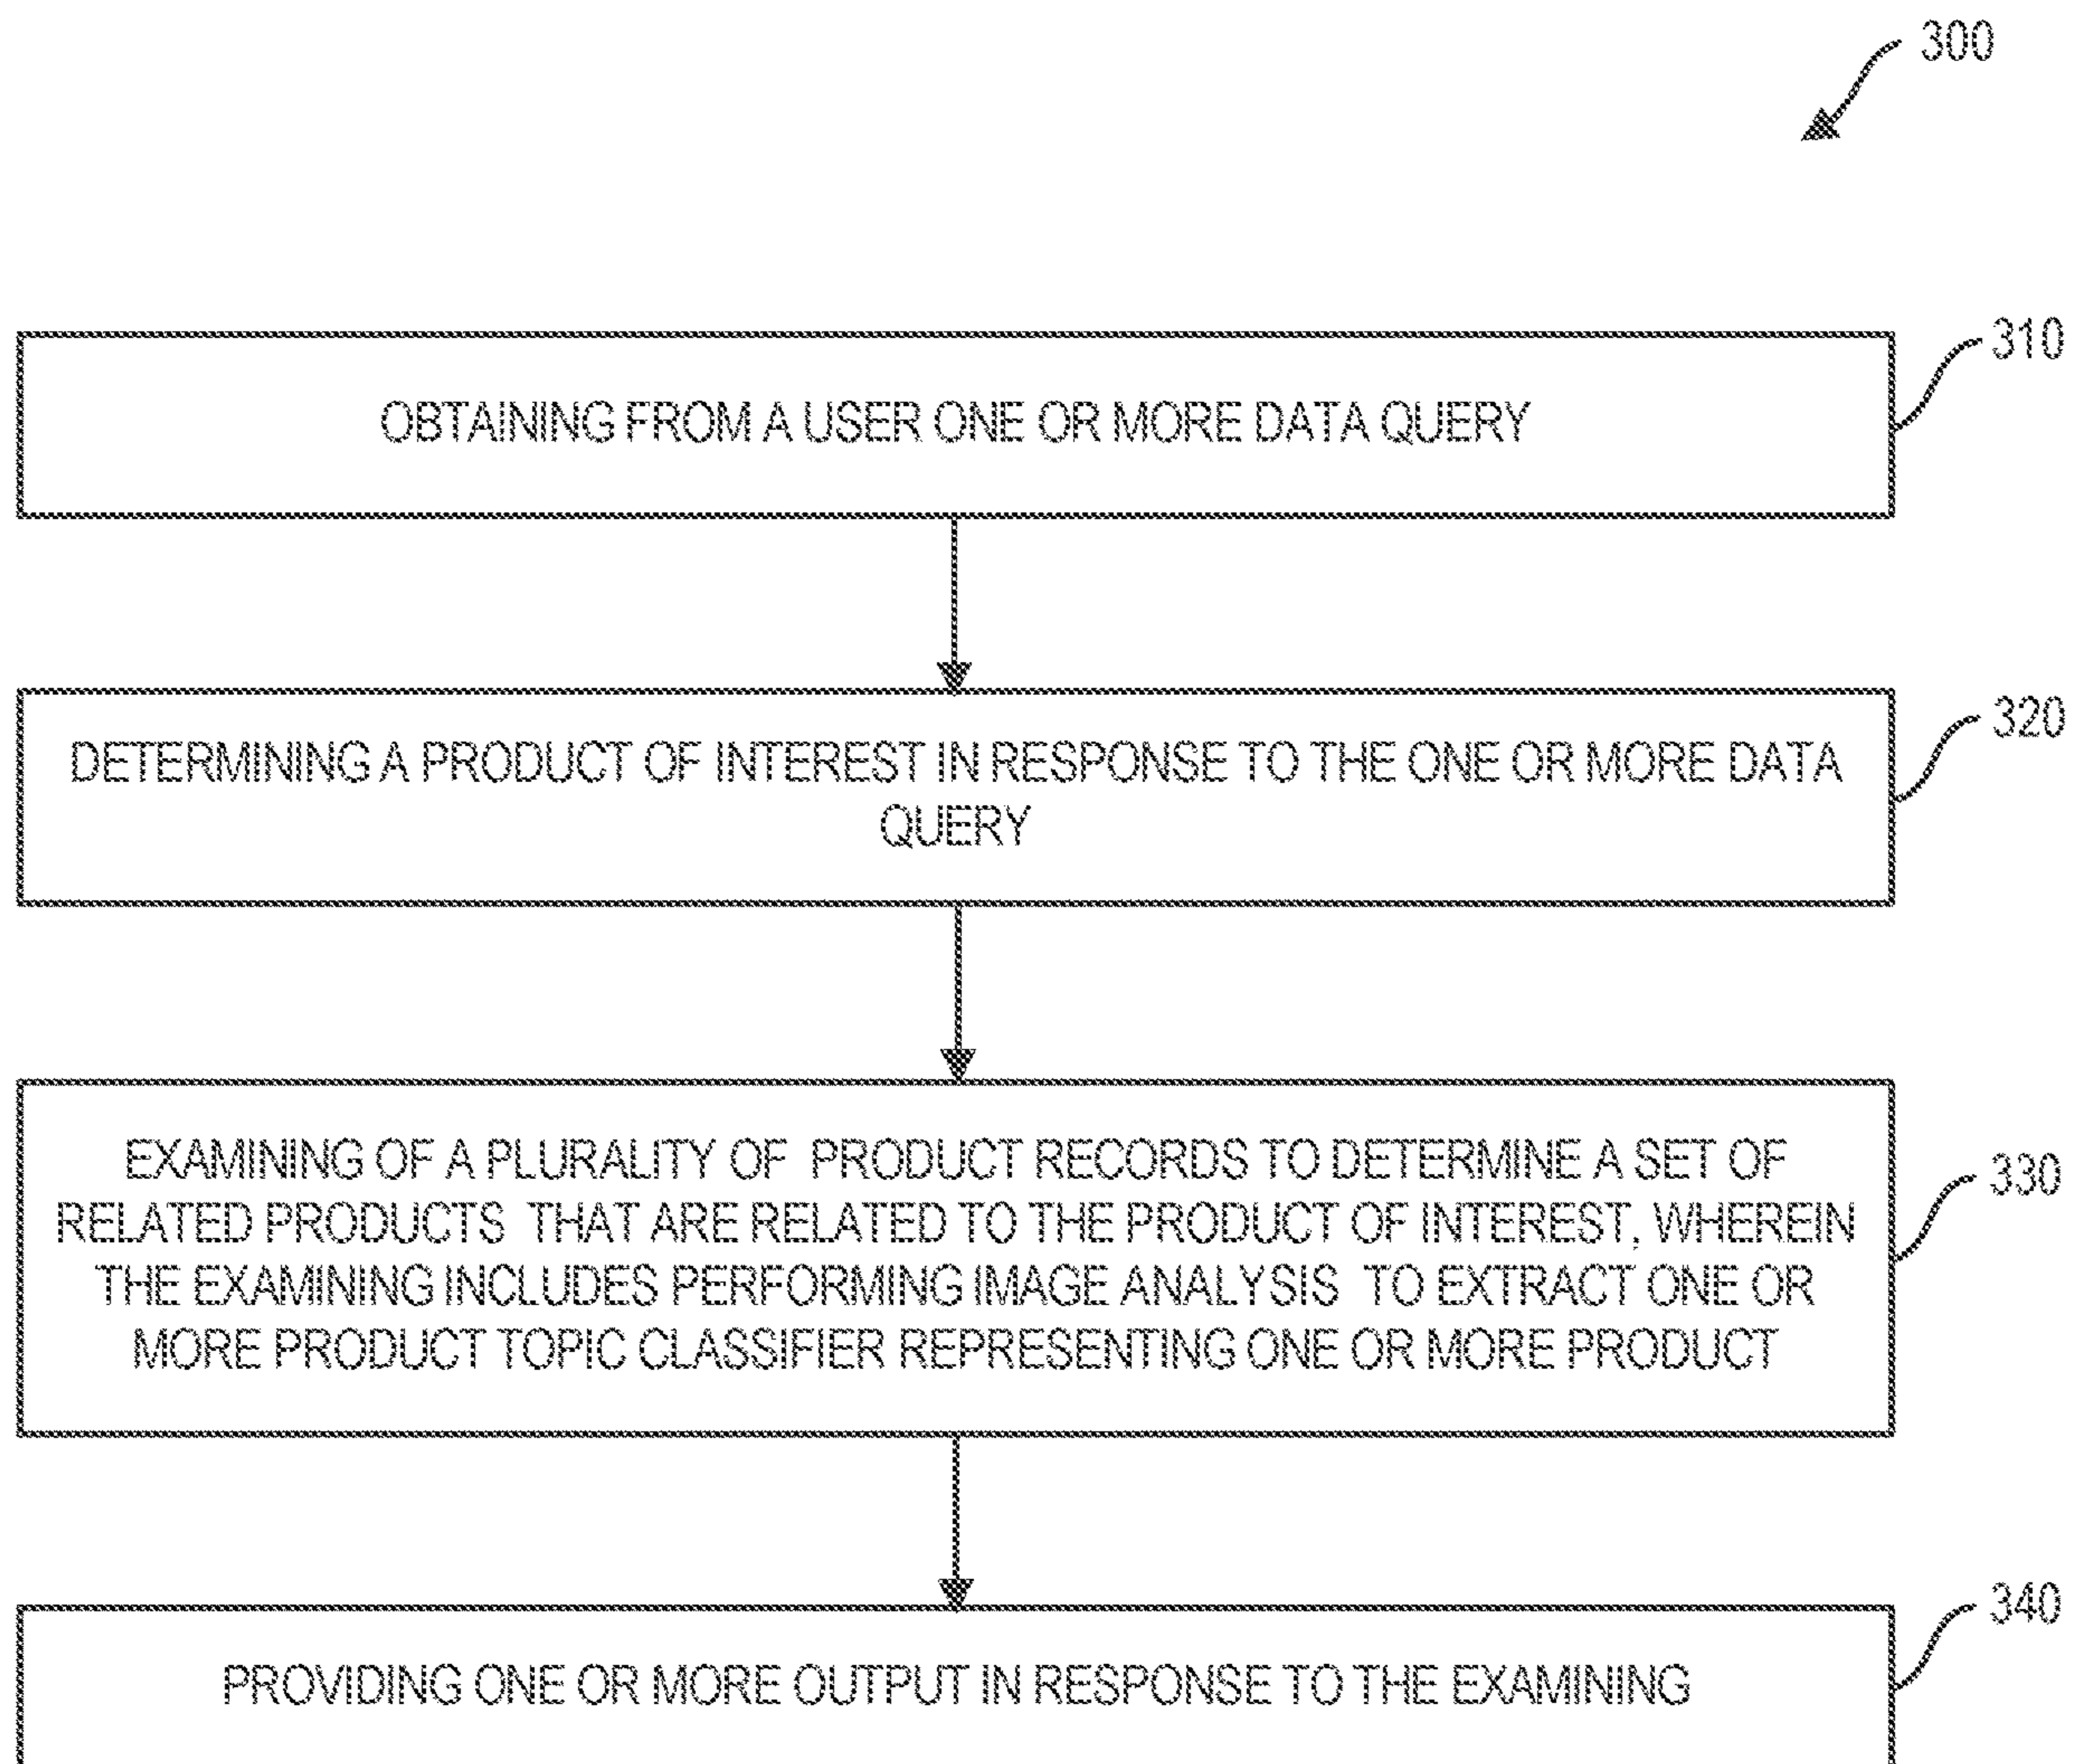 300
310
OBTAINING FROM A USER ONE OR MORE DATA QUERY
320
DETERMINING A PRODUCT OF INTEREST IN RESPONSE TO THE ONE OR MORE DATA
QUERY
330
EXAMINING OF A PLURALITY OF PRODUCT RECORDS TO DETERMINE A SET OF
RELATED PRODUCTS THAT ARE RELATED TO THE PRODUCT OF INTEREST, WHEREIN
THE EXAMINING INCLUDES PERFORMING IMAGE ANALYSIS TO EXTRACT ONE OR
MORE PRODUCT TOPIC CLASSIFIER REPRESENTING ONE OR MORE PRODUCT
340
PROVIDING ONE OR MORE OUTPUT IN RESPONSE TO THE EXAMINING